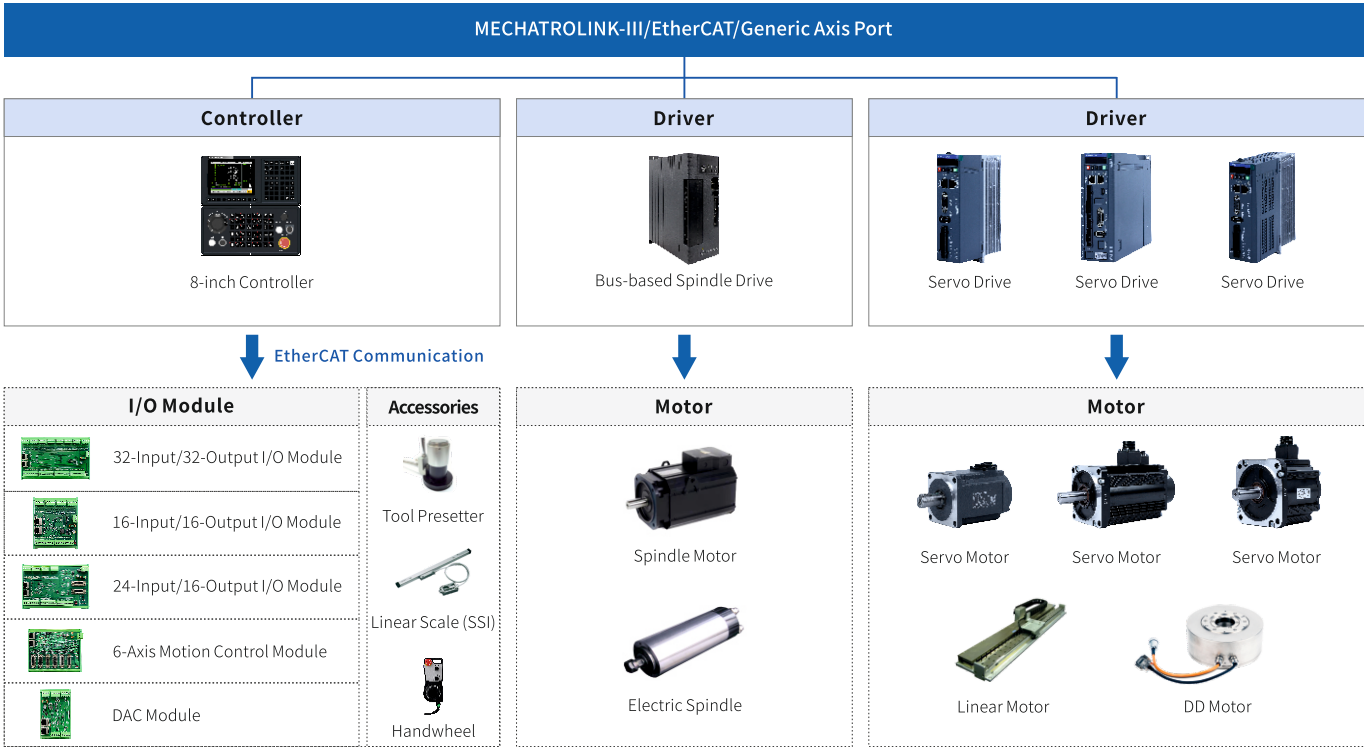 MECHATROLINK-III/EtherCAT/Generic Axis Port
Controller
8-inch Controller
Driver
Bus-based Spindle Drive
Driver
Servo Drive
Servo Drive
Servo Drive
EtherCAT Communication
I/O Module
32-Input/32-Output I/O Module
16-Input/16-Output I/O Module
24-Input/16-Output I/O Module
6-Axis Motion Control Module
DAC Module
Accessories
Tool Presetter
Linear Scale (SSI)
Handwheel
Motor
Spindle Motor
Electric Spindle
Motor
Servo Motor
Servo Motor
Servo Motor
Linear Motor
DD Motor